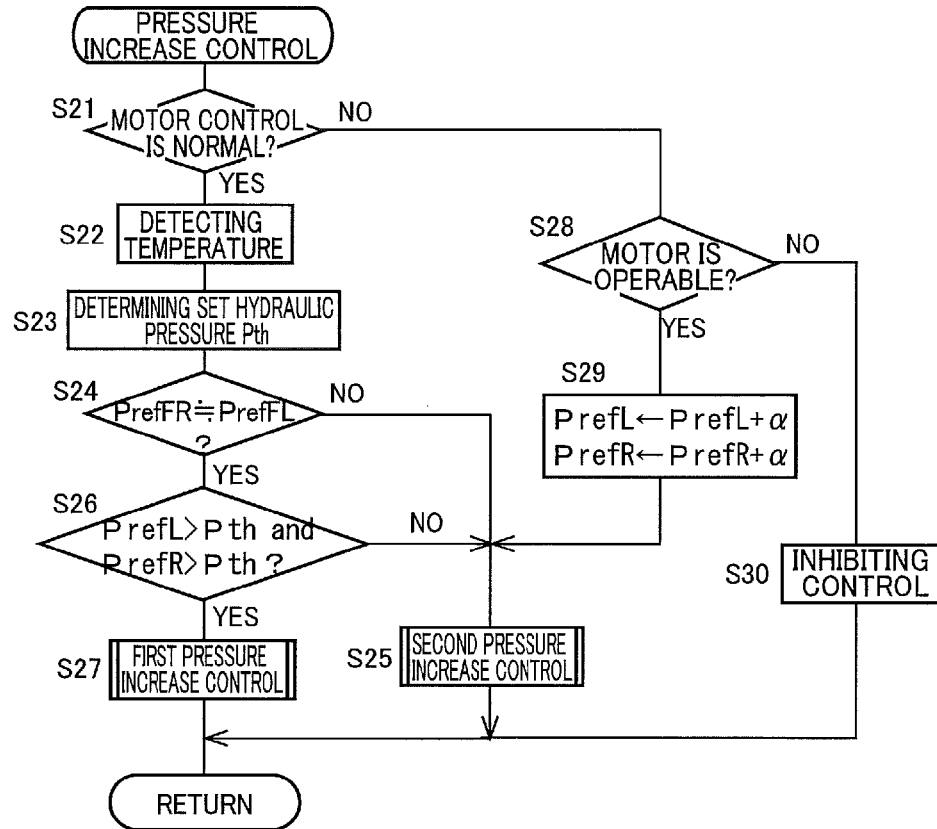 PRESSURE
INCREASE CONTROL
S21
MOTOR CONTROL
IS NORMAL?
NO
YES
S22
DETECTING
TEMPERATURE
S23
DETERMINING SET HYDRAULIC
PRESSURE Pth
S24
PrefFR≒PrefFL
?
NO
YES
S26
PrefL>Pth and
PrefR>Pth?
NO
YES
S27
FIRST PRESSURE
INCREASE CONTROL
S25
SECOND PRESSURE
INCREASE CONTROL
S28
MOTOR IS
OPERABLE?
NO
YES
S29
PrefL←PrefL+α
PrefR←PrefR+α
S30
INHIBITING
CONTROL
RETURN